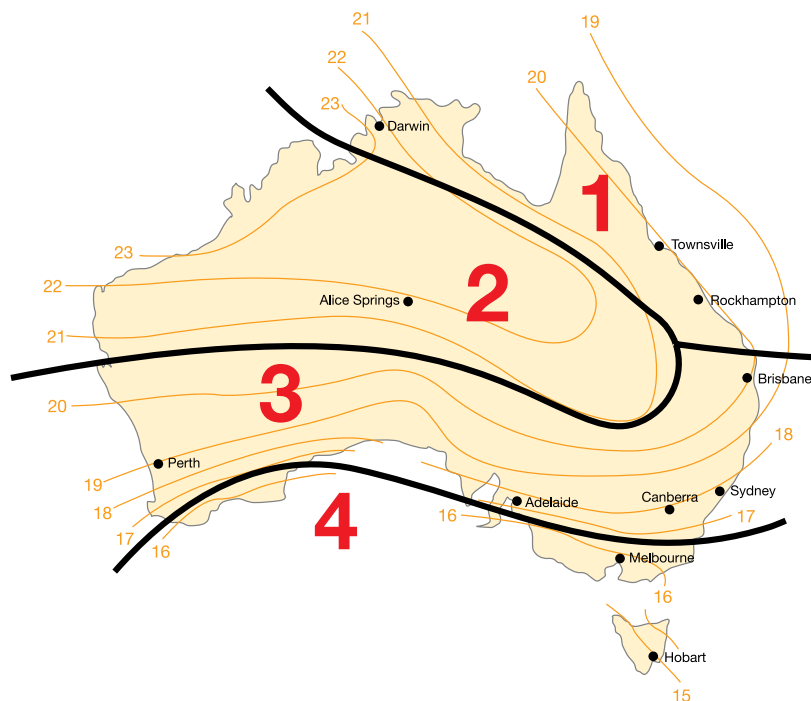 21
19
22
20
23
Darwin
1
23
Townsville
22
Alice Springs
2
Rockhampton
21
3
Brisbane
20
18
Perth
19
Sydney
Adelaide
Canberra
18
4
16
17
17
16
Melbourne
16
Hobart
15